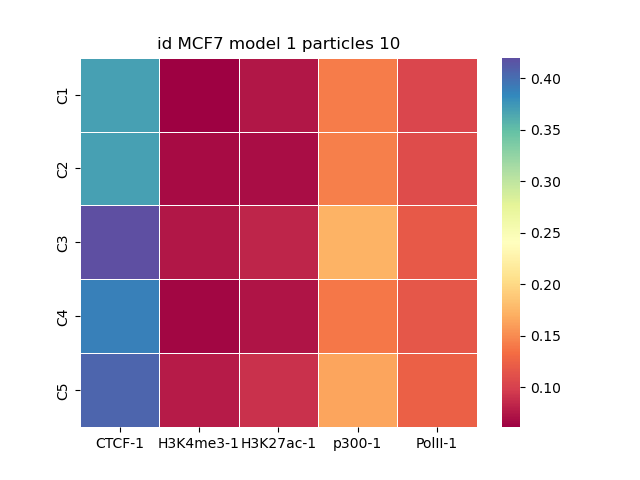 id MCF7 model 1 particles 10
C1
C2
C3
C4
C5
CTCF-1 H3K4me3-1 H3K27ac-1 p300-1 PolII-1
0.40
0.35
0.30
0.25
0.20
0.15
0.10